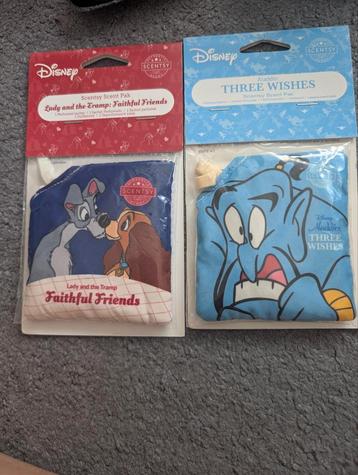 Disney
SCENTSY
Scentsy Scent Pak
Lady and the Tramp: Faithful Friends
SCENTSY
Lady and the Tramp
Faithful Friends
Disney
SCENTSY
Aladdin
THREE WISHES
Scentsy Scent Pak
Disney
Aladdin
THREE
WISHES